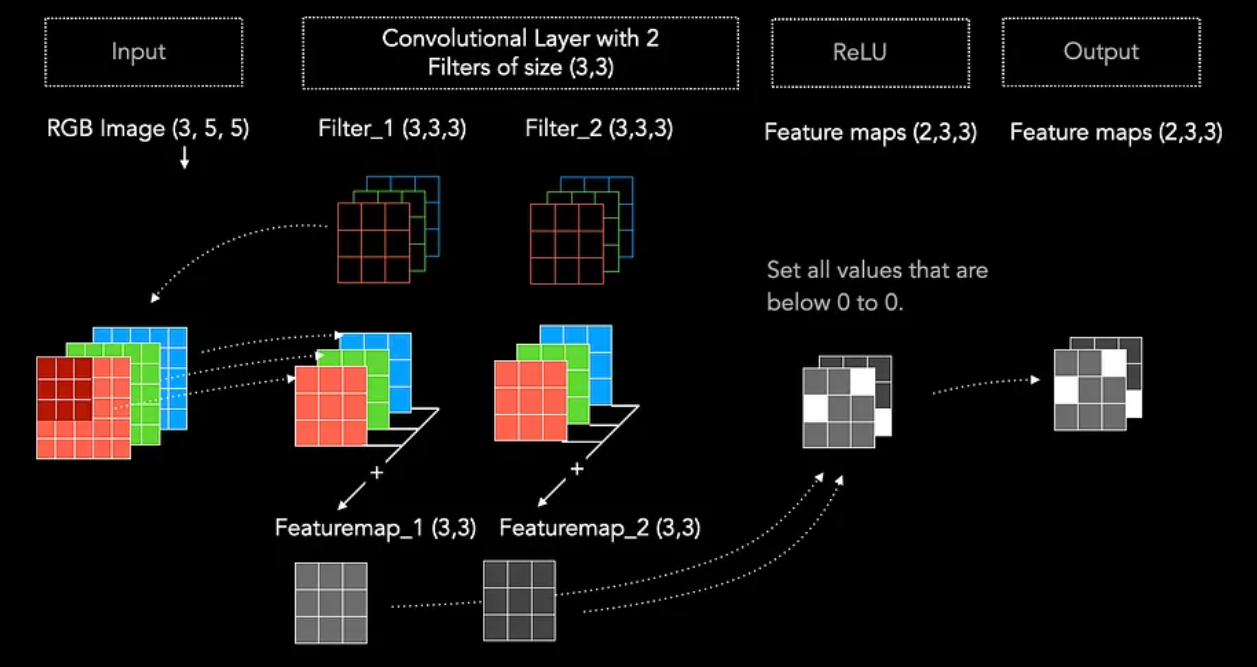 Input
Convolutional Layer with 2
Filters of size (3,3)
ReLU
Output
RGB Image (3, 5, 5)
Filter_1 (3,3,3)
Filter_2 (3,3,3)
Feature maps (2,3,3)
Feature maps (2,3,3)
Set all values that are
below 0 to 0.
+
+
Featuremap_1 (3,3)
Featuremap_2 (3,3)